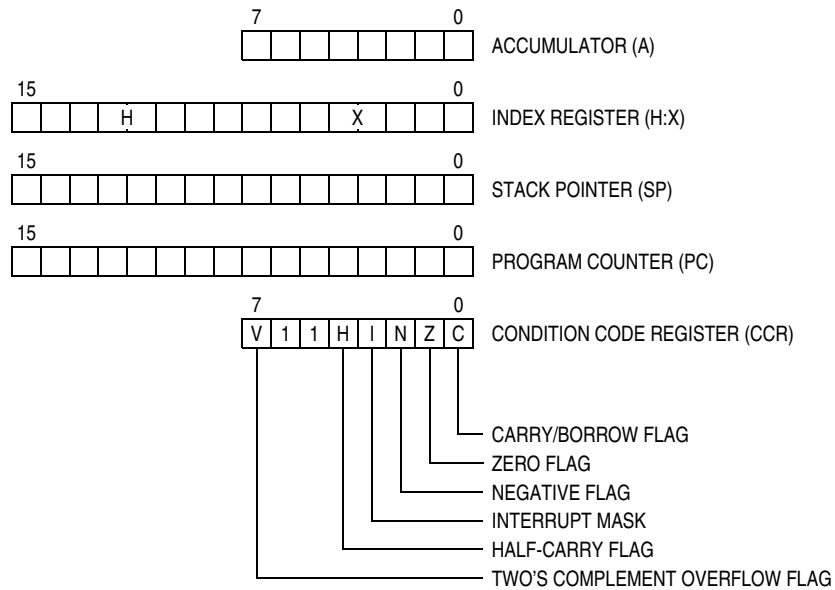 7 0
ACCUMULATOR (A)
15 0
H X INDEX REGISTER (H:X)
15 0
STACK POINTER (SP)
15 0
PROGRAM COUNTER (PC)
7 0
V 1 1 H I N Z C CONDITION CODE REGISTER (CCR)
CARRY/BORROW FLAG
ZERO FLAG
NEGATIVE FLAG
INTERRUPT MASK
HALF-CARRY FLAG
TWO'S COMPLEMENT OVERFLOW FLAG